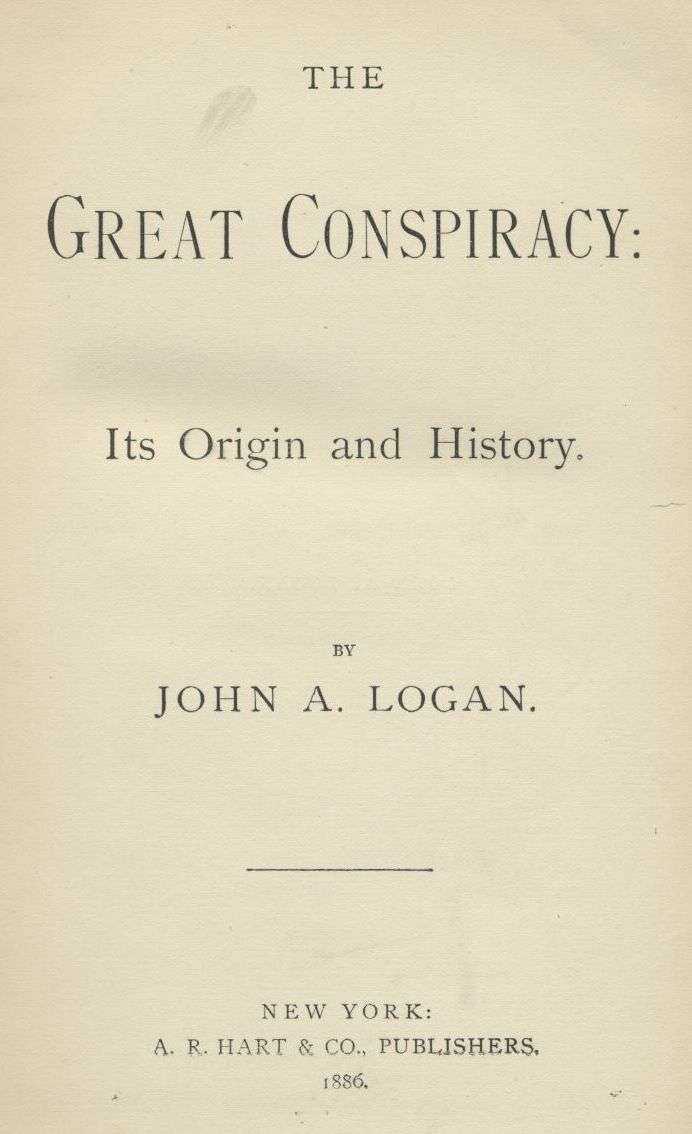 THE
GREAT CONSPIRACY:
Its Origin and History.
BY
JOHN A. LOGAN.
NEW YORK:
A. R. HART & CO., PUBLISHERS.
1886.